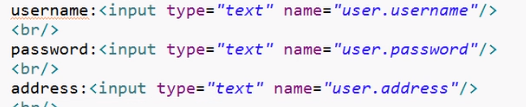 username:<input type="text" name="user.username"/>
<br/>
password:<input type="text" name="user.password"/>
<br/>
address:<input type="text" name="user.address"/>
<br/>